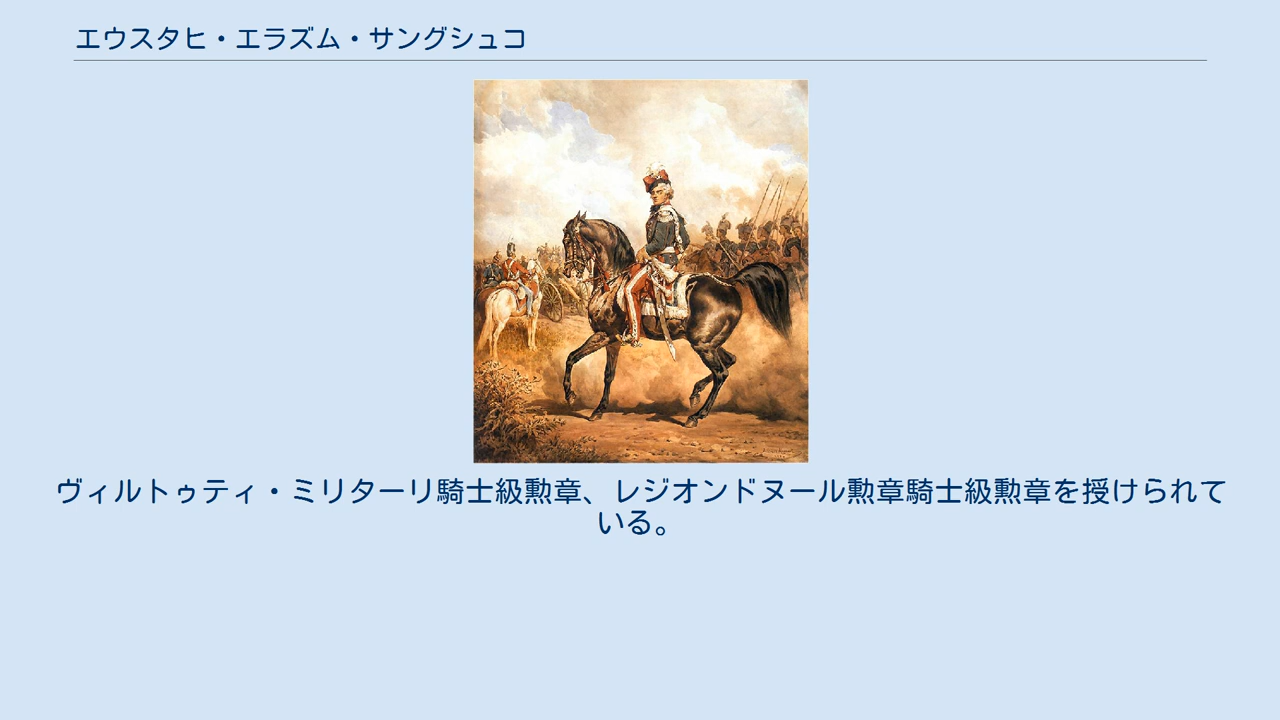 エウスタヒ・エラズム・サングシュコ
ヴィルトゥティ・ミリターリ騎士級勲章、レジオンドヌール勲章騎士級勲章を授けられて
いる。